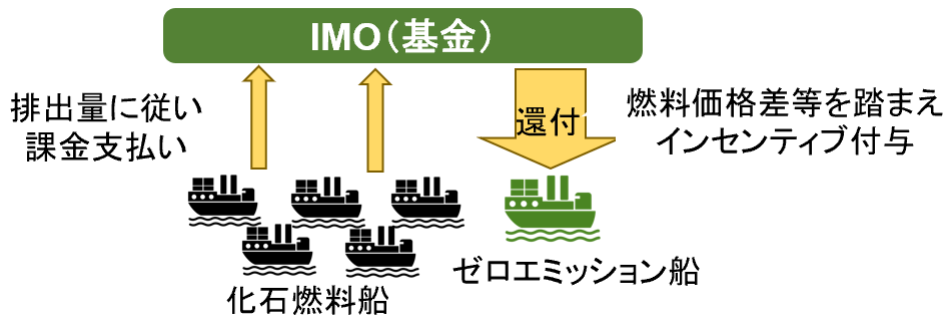 IMO（基金）
排出量に従い
課金支払い
還付
燃料価格差等を踏まえ
インセンティブ付与
ゼロエミッション船
化石燃料船